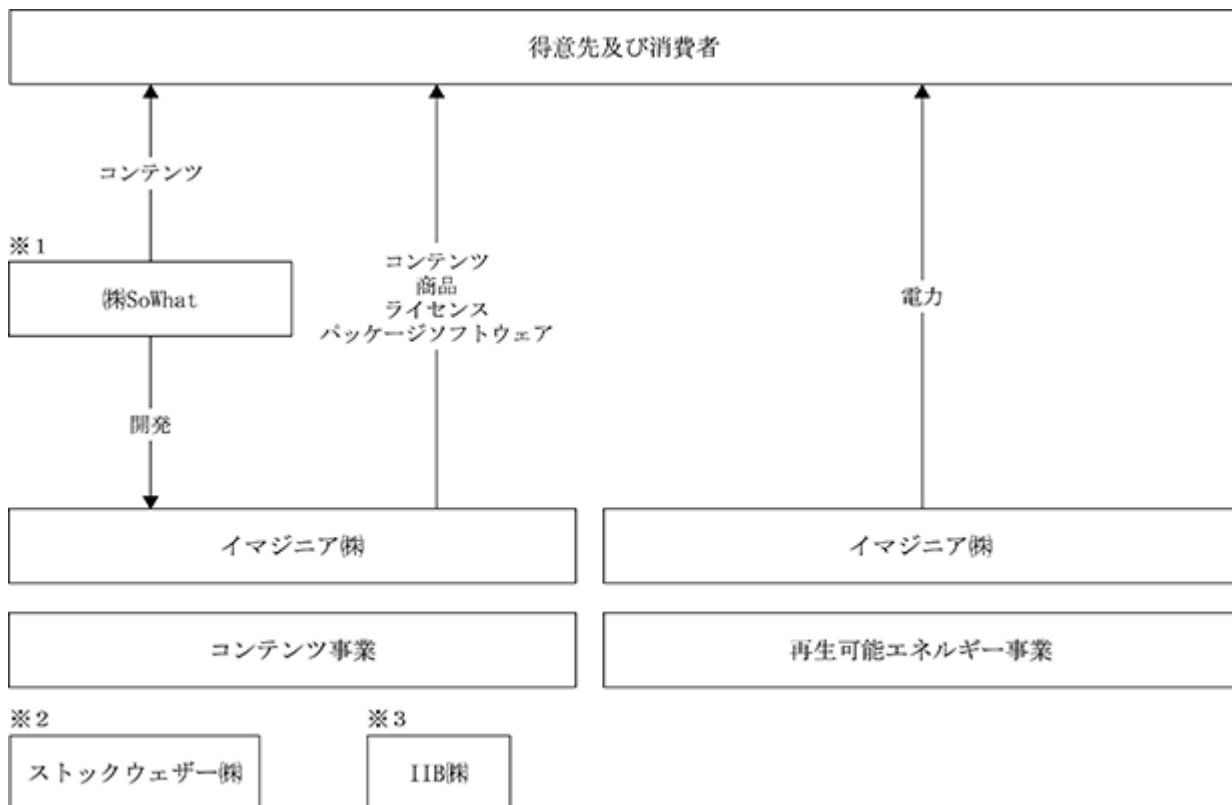 得意先及び消費者
コンテンツ
※1
㈱SoWhat
コンテンツ
商品
ライセンス
パッケージソフトウェア
電力
開発
イマジニア㈱
イマジニア㈱
コンテンツ事業
再生可能エネルギー事業
※2
※3
ストックウェザー㈱
IIB㈱